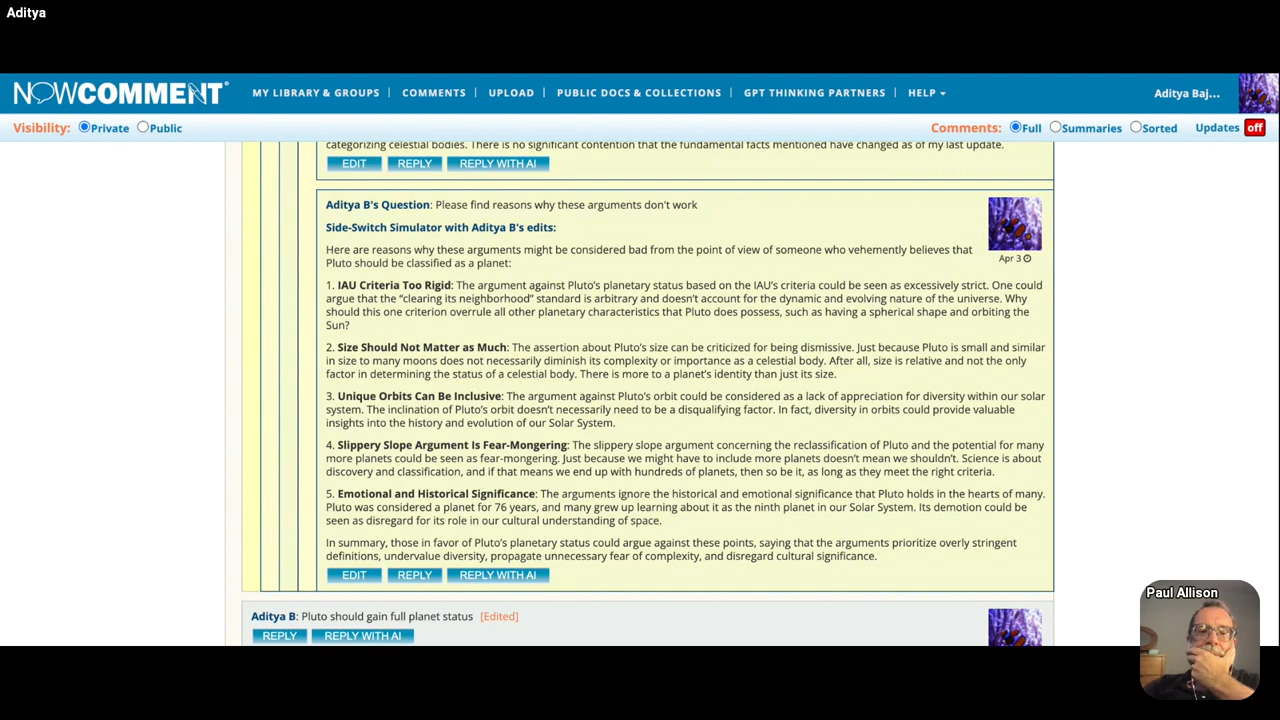 Aditya
NOWCOMMENT®
MY LIBRARY & GROUPS | COMMENTS | UPLOAD | PUBLIC DOCS & COLLECTIONS | GPT THINKING PARTNERS | HELP
Aditya Baj...
Visibility: Private Public
Comments: Full Summaries Sorted Updates off
categorizing celestial bodies. There is no significant contention that the fundamental facts mentioned have changed as of my last update.
EDIT REPLY REPLY WITH AI
Aditya B's Question: Please find reasons why these arguments don't work
Side-Switch Simulator with Aditya B's edits:
Apr 3
Here are reasons why these arguments might be considered bad from the point of view of someone who vehemently believes that
Pluto should be classified as a planet:
1. IAU Criteria Too Rigid: The argument against Pluto's planetary status based on the IAU's criteria could be seen as excessively strict. One could
argue that the “clearing its neighborhood” standard is arbitrary and doesn't account for the dynamic and evolving nature of the universe. Why
should this one criterion overrule all other planetary characteristics that Pluto does possess, such as having a spherical shape and orbiting the
Sun?
2. Size Should Not Matter as Much: The assertion about Pluto's size can be criticized for being dismissive. Just because Pluto is small and similar
in size to many moons does not necessarily diminish its complexity or importance as a celestial body. After all, size is relative and not the only
factor in determining the status of a celestial body. There is more to a planet's identity than just its size.
3. Unique Orbits Can Be Inclusive: The argument against Pluto's orbit could be considered as a lack of appreciation for diversity within our solar
system. The inclination of Pluto's orbit doesn't necessarily need to be a disqualifying factor. In fact, diversity in orbits could provide valuable
insights into the history and evolution of our Solar System.
4. Slippery Slope Argument Is Fear-Mongering: The slippery slope argument concerning the reclassification of Pluto and the potential for many
more planets could be seen as fear-mongering. Just because we might have to include more planets doesn't mean we shouldn't. Science is about
discovery and classification, and if that means we end up with hundreds of planets, then so be it, as long as they meet the right criteria.
5. Emotional and Historical Significance: The arguments ignore the historical and emotional significance that Pluto holds in the hearts of many.
Pluto was considered a planet for 76 years, and many grew up learning about it as the ninth planet in our Solar System. Its demotion could be
seen as disregard for its role in our cultural understanding of space.
In summary, those in favor of Pluto's planetary status could argue against these points, saying that the arguments prioritize overly stringent
definitions, undervalue diversity, propagate unnecessary fear of complexity, and disregard cultural significance.
EDIT REPLY REPLY WITH AI
Aditya B: Pluto should gain full planet status [Edited]
REPLY REPLY WITH AI
Paul Allison